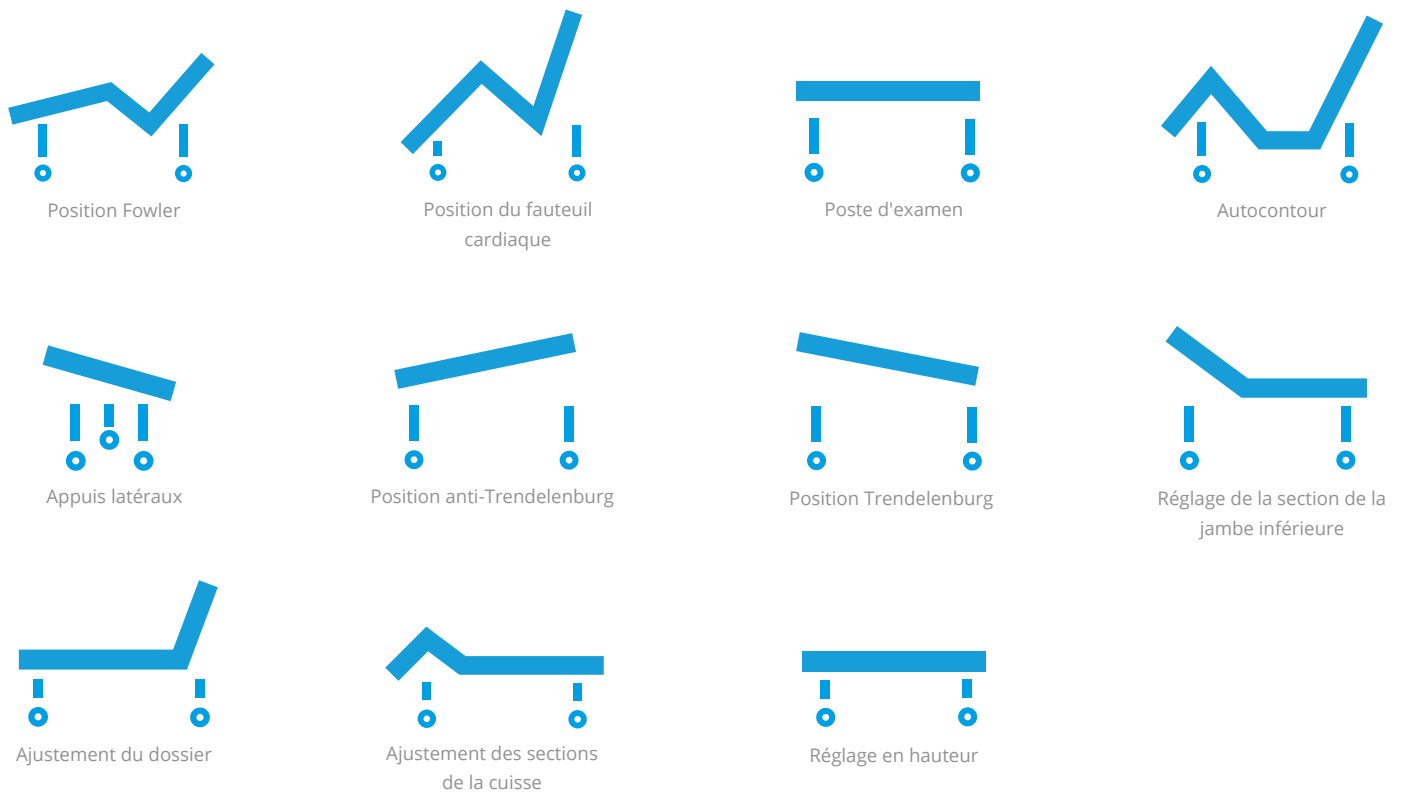 Position Fowler
Position du fauteuil
cardiaque
Poste d'examen
Autocontour
Appuis latéraux
Position anti-Trendelenburg
Position Trendelenburg
Réglage de la section de la
jambe inférieure
Ajustement du dossier
Ajustement des sections
de la cuisse
Réglage en hauteur